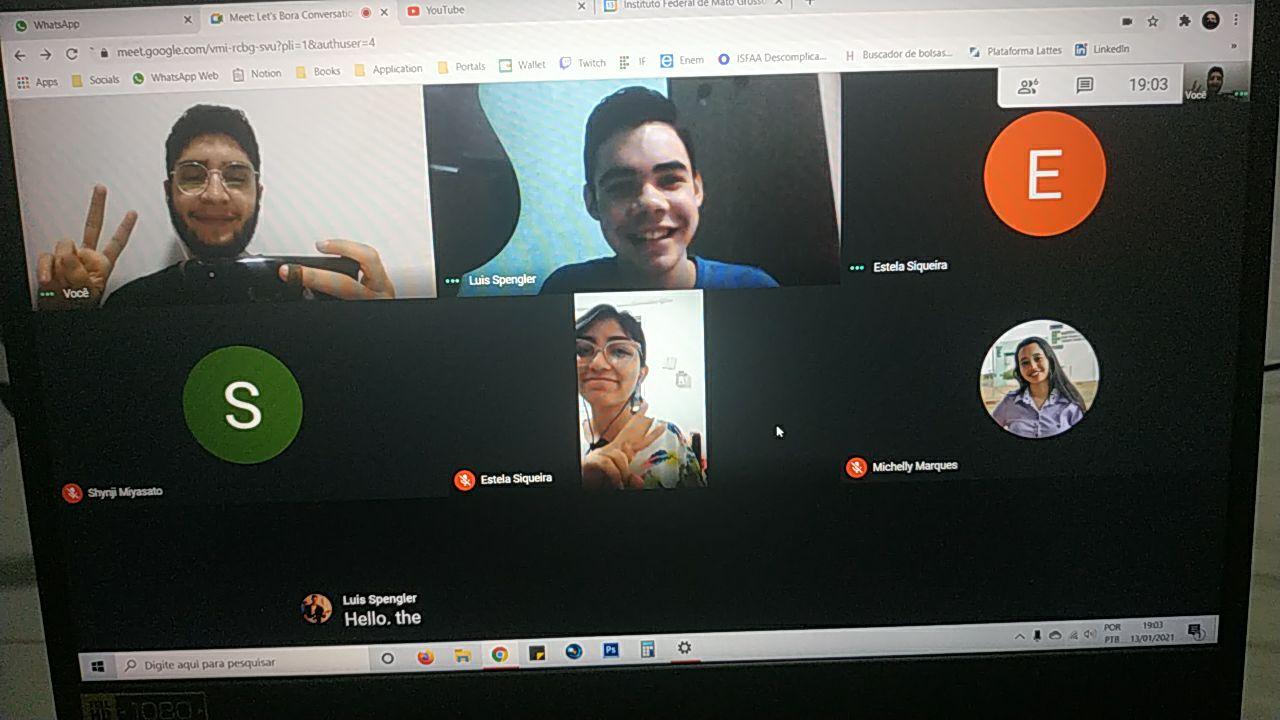 WhatsApp
Meet: Let's Bora Conversatio
YouTube
Instituto Federal de Mato Grosso
meet.google.com/vmi-rcbg-svu?pli=1&authuser=4
Apps
Socials
WhatsApp Web
Notion
Books
Application
Portals
Wallet
Twitch
IF
Enem
ISFAA Descomplica...
Buscador de bolsas...
Plataforma Lattes
LinkedIn
»
6
19:03
Você
Você
Luis Spengler
E
Estela Siqueira
S
Shynji Miyasato
Estela Siqueira
Michelly Marques
Luis Spengler
Hello. the
Digite aqui para pesquisar
Ps
POR
PTB
19:03
13/01/2021
1080